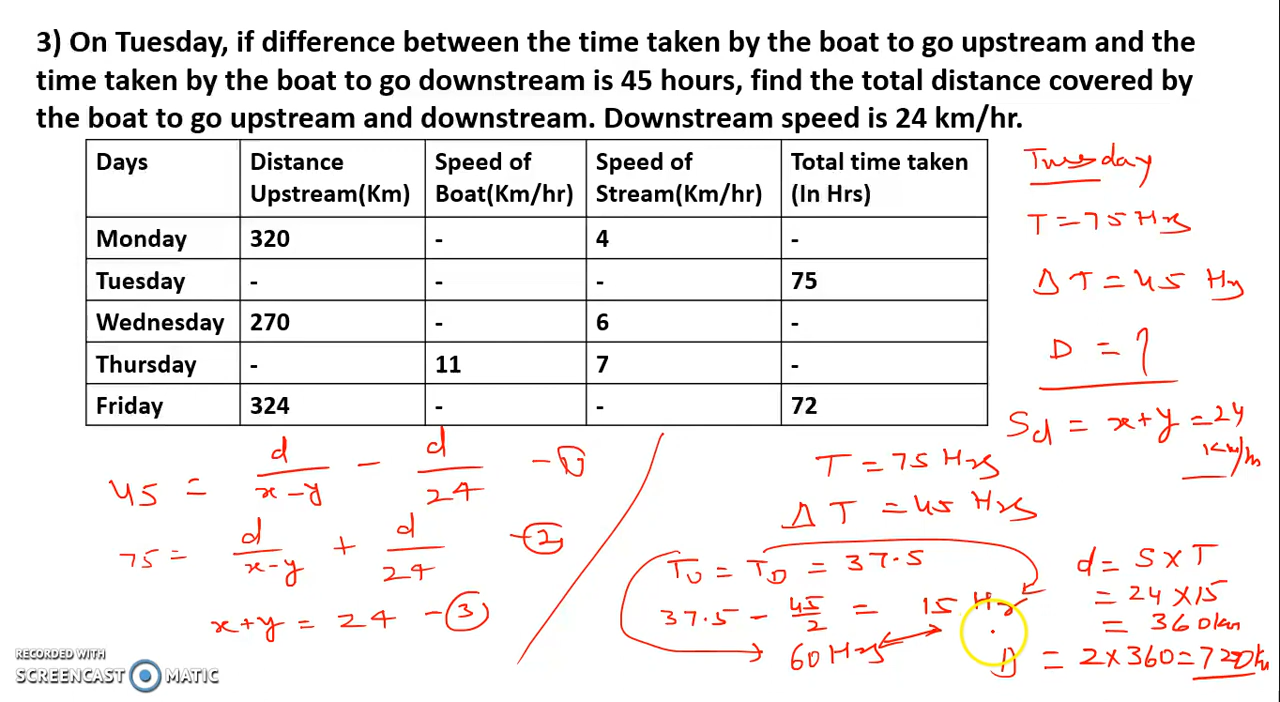 3) On Tuesday, if difference between the time taken by the boat to go upstream and the
time taken by the boat to go downstream is 45 hours, find the total distance covered by
the boat to go upstream and downstream. Downstream speed is 24 km/hr.
Days Distance Upstream(Km) Speed of Boat(Km/hr) Speed of Stream(Km/hr) Total time taken (In Hrs)
Monday 320 - 4 -
Tuesday - - - 75
Wednesday 270 - 6 -
Thursday - 11 7 -
Friday 324 - - 72
Tuesday
T = 75 Hrs
Δ T = 45 Hrs
D = ?
Sd = x+y = 24
Km/h
45 = d/x-y - d/24 - 1
75 = d/x-y + d/24 - 2
x+y = 24 - 3
T = 75 Hrs
Δ T = 45 Hrs
TU = TD = 37.5
37.5 - 45/2 = 15 Hrs
60 Hrs
d = S X T
= 24 X 15
= 360km
D = 2 X 360 = 720km
RECORDED WITH
SCREENCAST MATIC